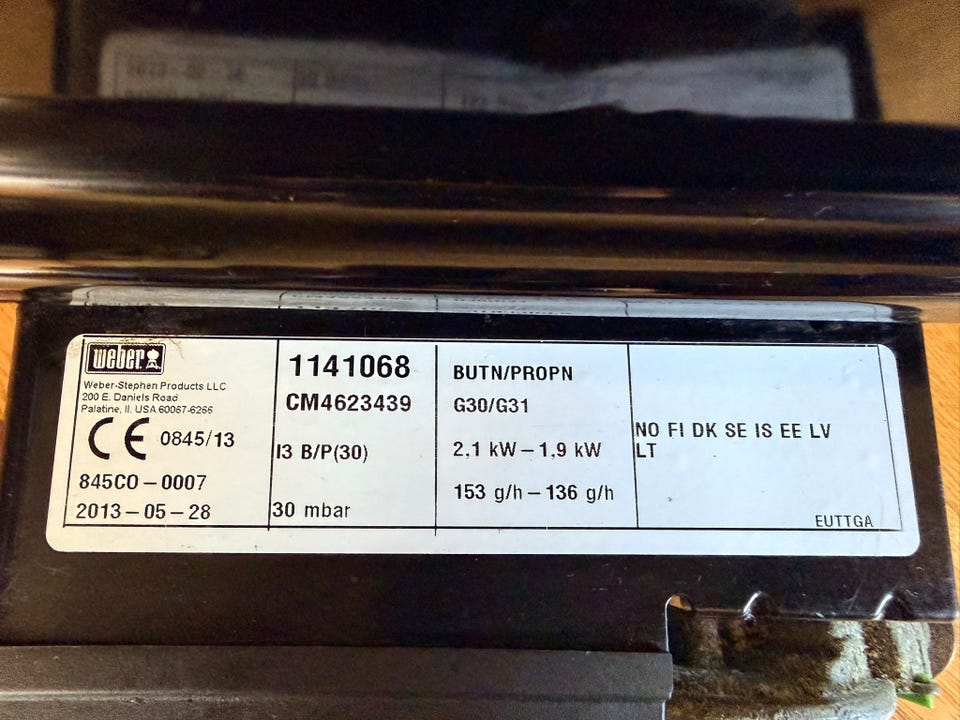 weber
Weber-Stephen Products LLC
200 E. Daniels Road
Palatine, Il. USA 60067-6266
CE 0845/13
845CO-0007
2013-05-28
1141068
CM4623439
I3 B/P(30)
30 mbar
BUTN/PROPN
G30/G31
2,1 kW-1,9 kW
153 g/h-136 g/h
NO FI DK SE IS EE LV
LT
EUTTGA